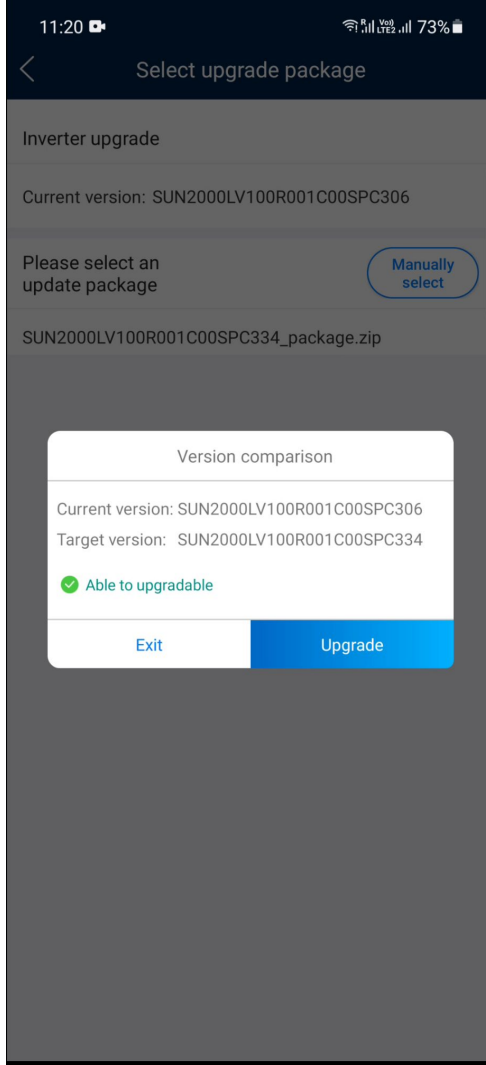 11:20 73%
Select upgrade package
Inverter upgrade
Current version: SUN2000LV100R001C00SPC306
Please select an
update package
Manually
select
SUN2000LV100R001C00SPC334_package.zip
Version comparison
Current version: SUN2000LV100R001C00SPC306
Target version: SUN2000LV100R001C00SPC334
Able to upgradable
Exit Upgrade